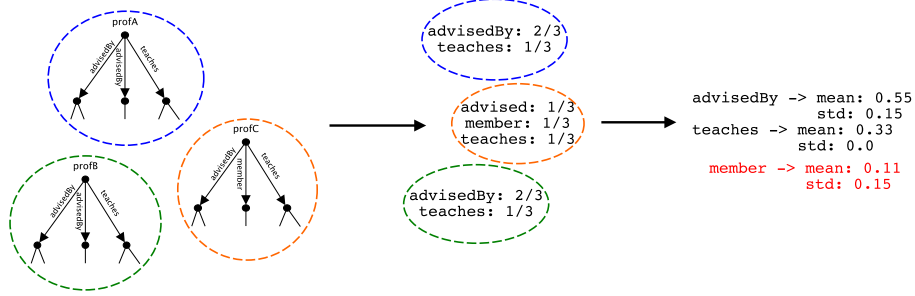 profA
advisedBy
advisedBy
teaches
profC
advisedBy
member
teaches
profB
advisedBy
advisedBy
teaches
advisedBy: 2/3
teaches: 1/3
advised: 1/3
member: 1/3
teaches: 1/3
advisedBy: 2/3
teaches: 1/3
advisedBy -> mean: 0.55
std: 0.15
teaches -> mean: 0.33
std: 0.0
member -> mean: 0.11
std: 0.15